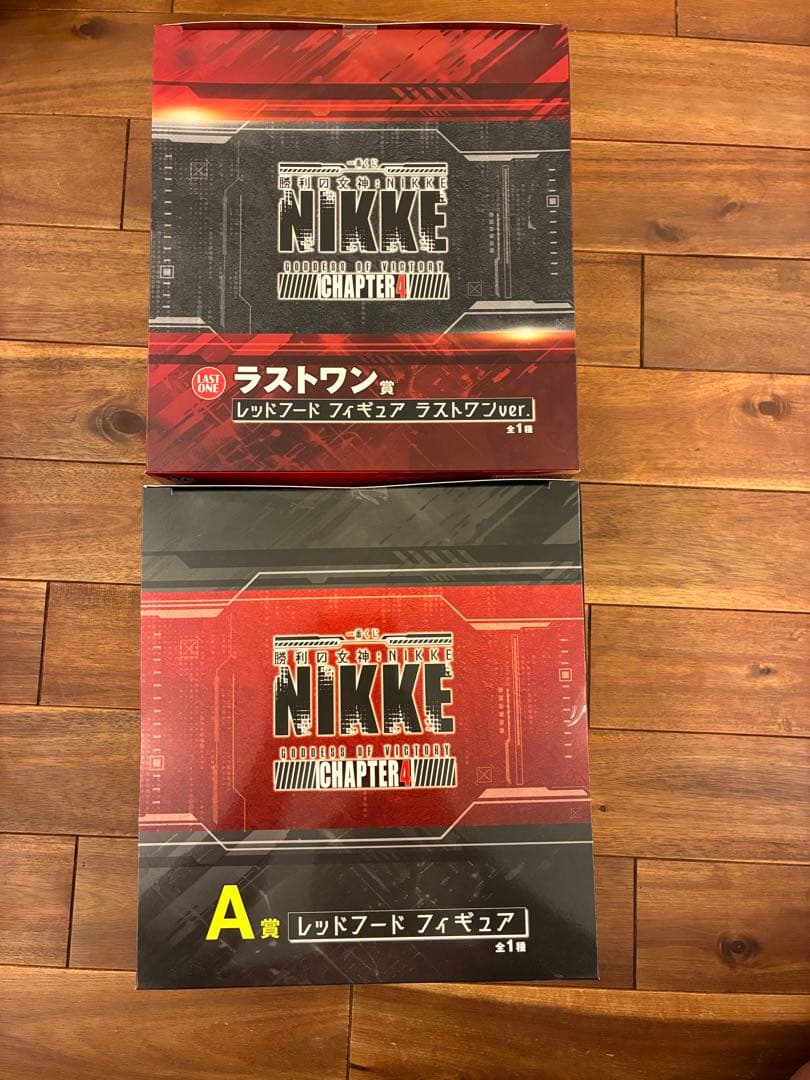 一番くじ
勝利の女神:NIKKE
NIKKE
GODDESS OF VICTORY
CHAPTER4
LAST ONE ラストワン賞
レッドフード フィギュア ラストワンver.
全1種
一番くじ
勝利の女神:NIKKE
NIKKE
GODDESS OF VICTORY
CHAPTER4
A賞 レッドフード フィギュア
全1種